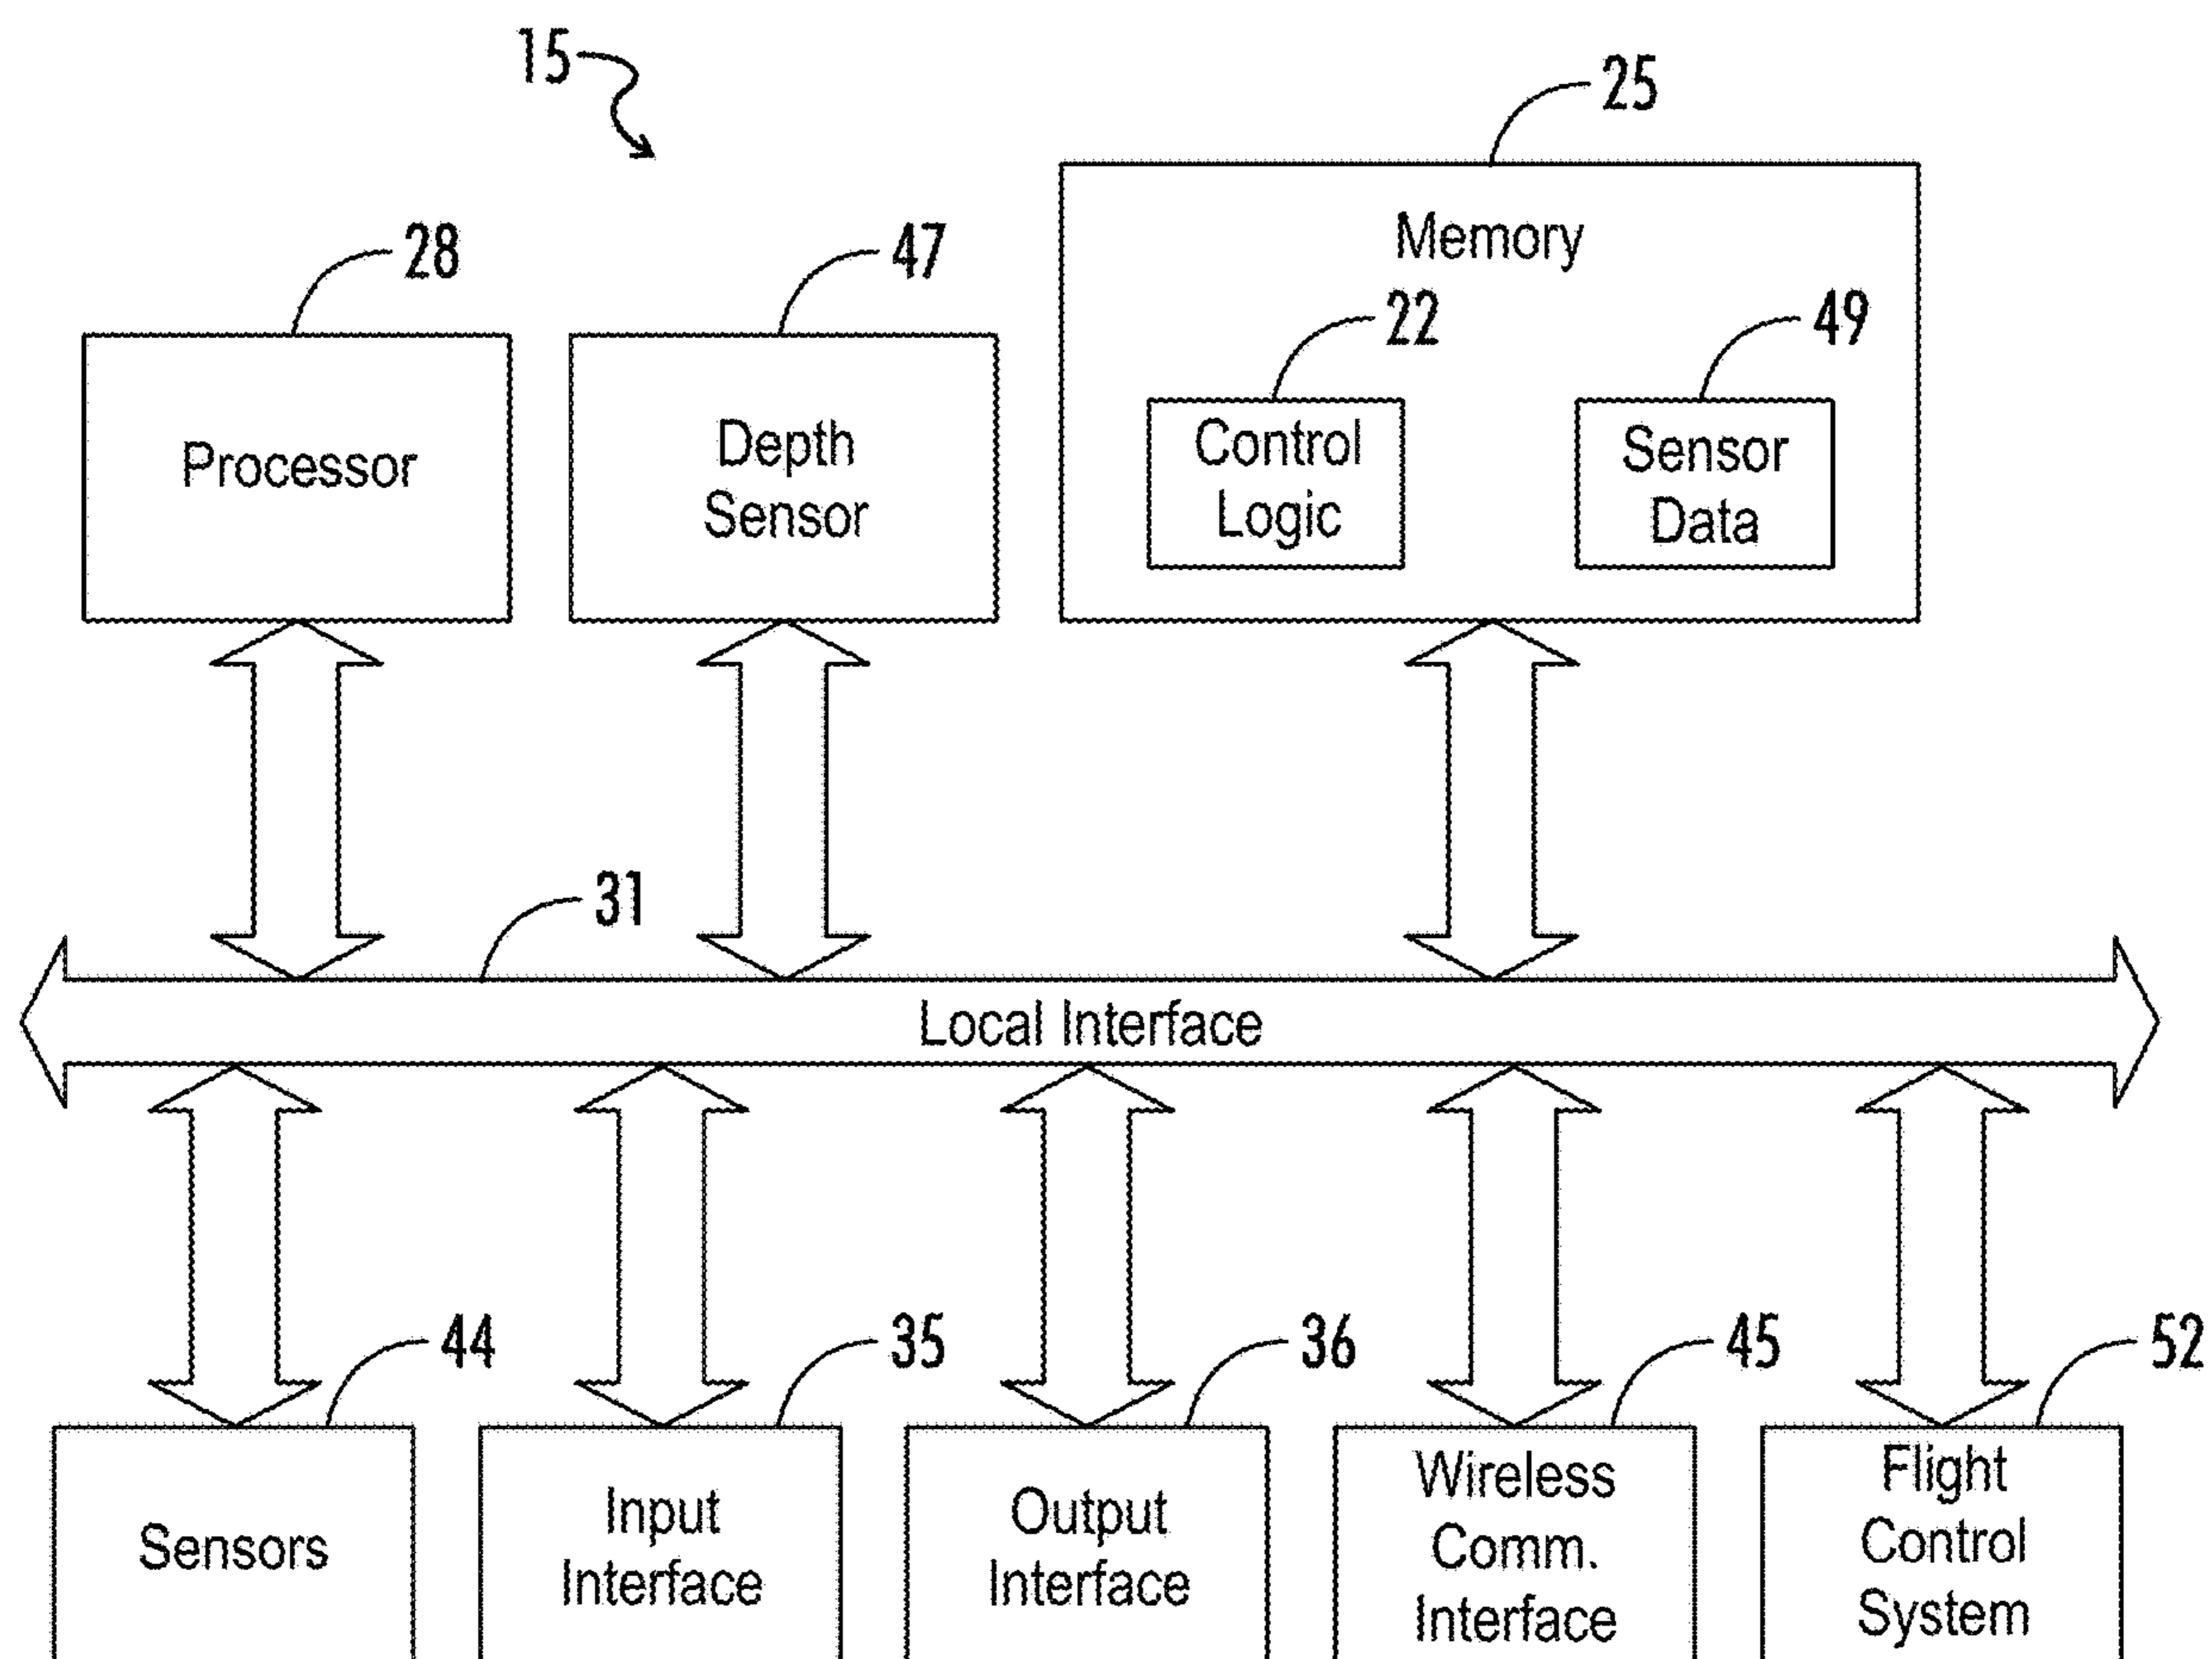 15
25
28
47
Memory
22
49
Processor
Depth
Sensor
Control
Logic
Sensor
Data
31
Local Interface
44
35
36
45
52
Sensors
Input
Interface
Output
Interface
Wireless
Comm.
Interface
Flight
Control
System